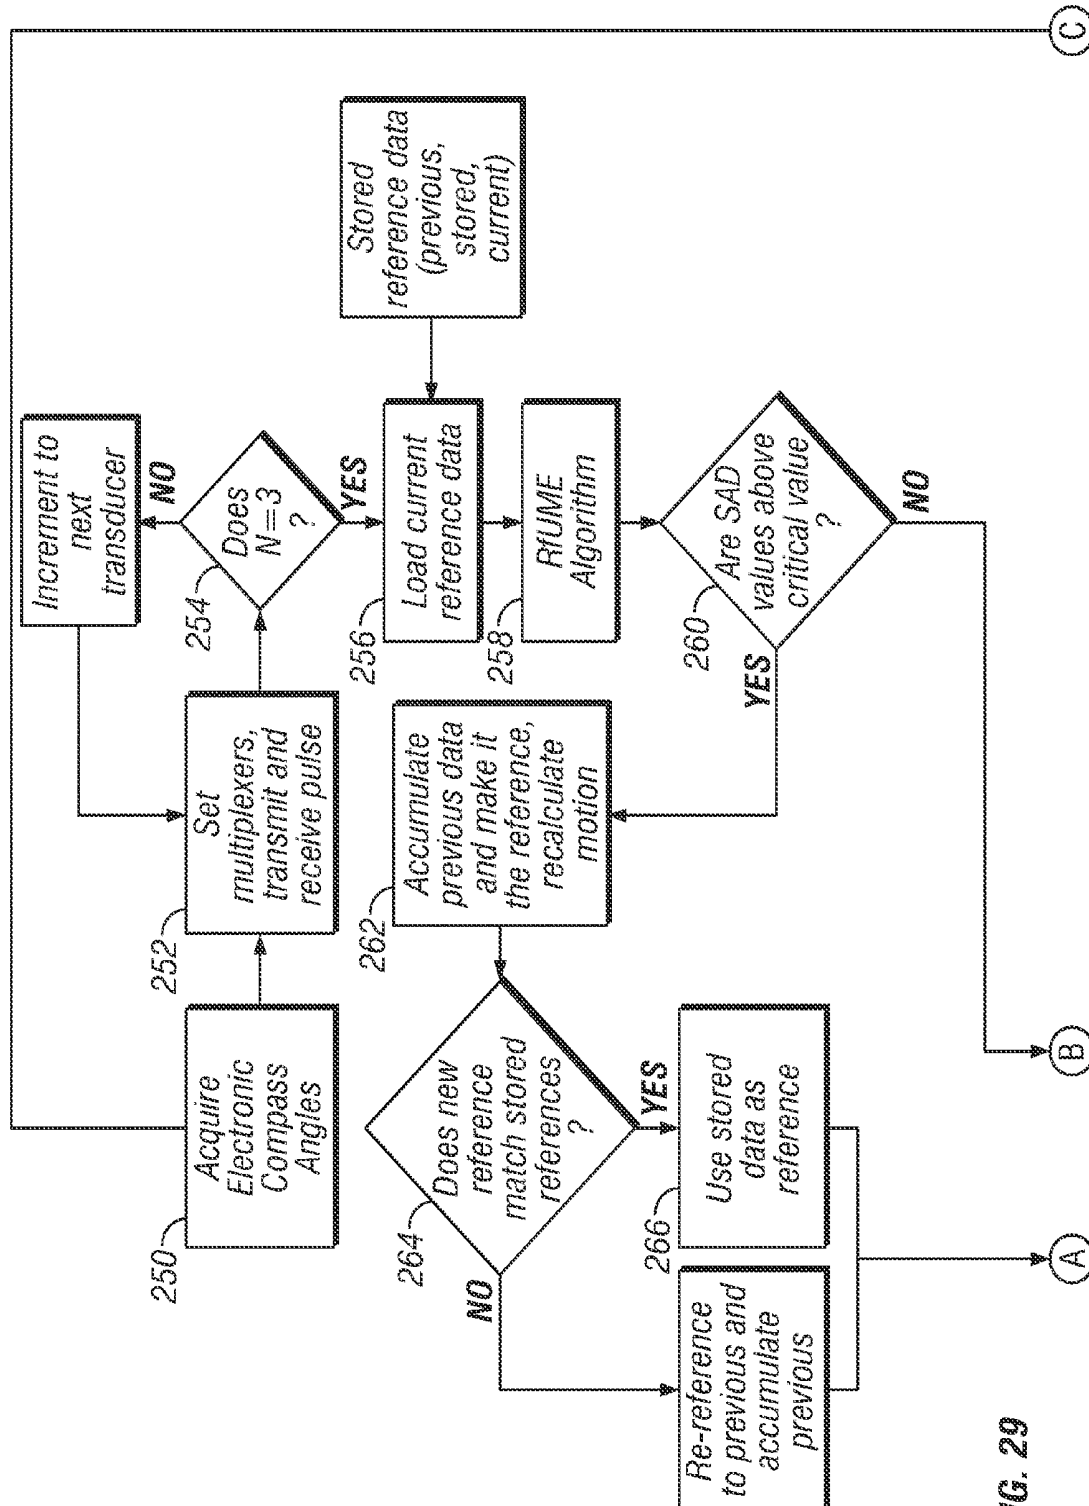 C
250
Acquire
Electronic
Compass
Angles
252
Set
multiplexers,
transmit and
receive pulse
254
Does
N=3
?
NO
Increment to
next
transducer
YES
256
Load current
reference data
Stored
reference data
(previous,
stored,
current)
258
RfUME
Algorithm
260
Are SAD
values above
critical value
?
YES
NO
262
Accumulate
previous data
and make it
the reference,
recalculate
motion
264
Does new
reference
match stored
references
?
NO
YES
266
Use stored
data as
reference
Re-reference
to previous and
accumulate
previous
A
B
IG. 29